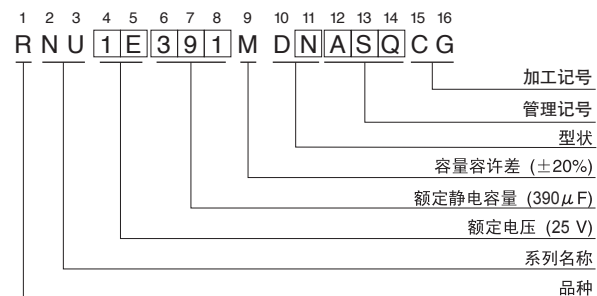 1 2 3 4 5 6 7 8 9 10 11 12 13 14 15 16
R N U 1 E 3 9 1 M D N A S Q C G
加工记号
管理记号
型状
容量容许差 (±20%)
额定静电容量 (390μF)
额定电压 (25 V)
系列名称
品种